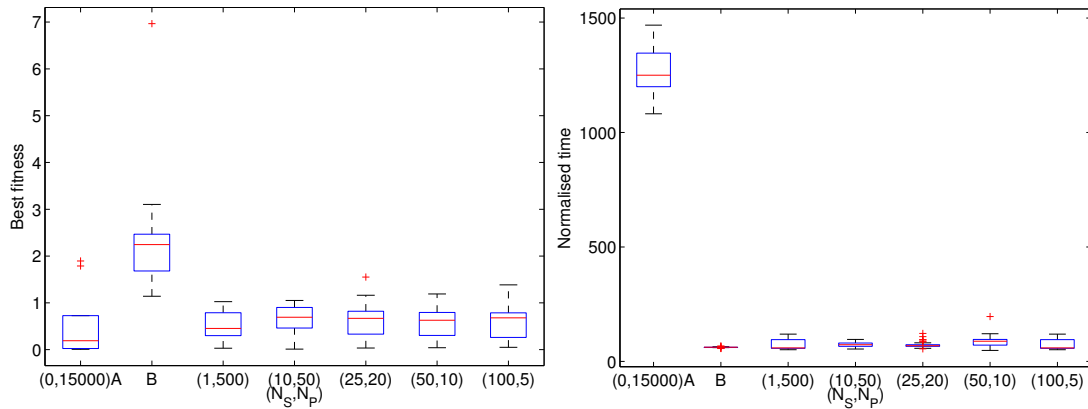 Best fitness
7
6
5
4
3
2
1
0
(0,15000)A B (1,500) (10,50) (25,20) (50,10) (100,5)
(N_S,N_P)
Normalised time
1500
1000
500
0
(0,15000)A B (1,500) (10,50) (25,20) (50,10) (100,5)
(N_S,N_P)